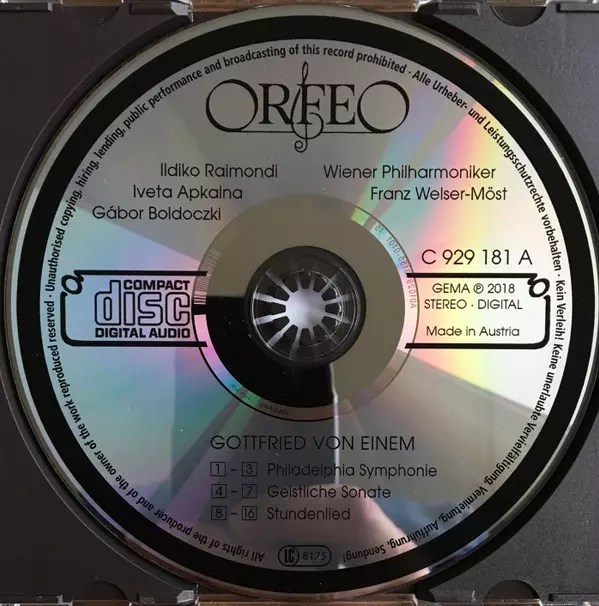 ORFEO
Unauthorised copying, hiring, lending, public performance and broadcasting of this record prohibited · Alle Urheber- und Leistungsschutzrechte vorbehalten · Kein Verleih! Keine unerlaubte Vervielfältigung, Vermietung, Aufführung, Sendung!
Ildiko Raimondi
Iveta Apkalna
Gábor Boldoczki
Wiener Philharmoniker
Franz Welser-Möst
C 929 181 A
COMPACT
disc
DIGITAL AUDIO
GEMA ℗ 2018
STEREO · DIGITAL
Made in Austria
GOTTFRIED VON EINEM
1 - 3 Philadelphia Symphonie
4 - 7 Geistliche Sonate
8 - 16 Stundenlied
LC 8175
All rights of the producer and of the owner of the work reproduced reserved ·